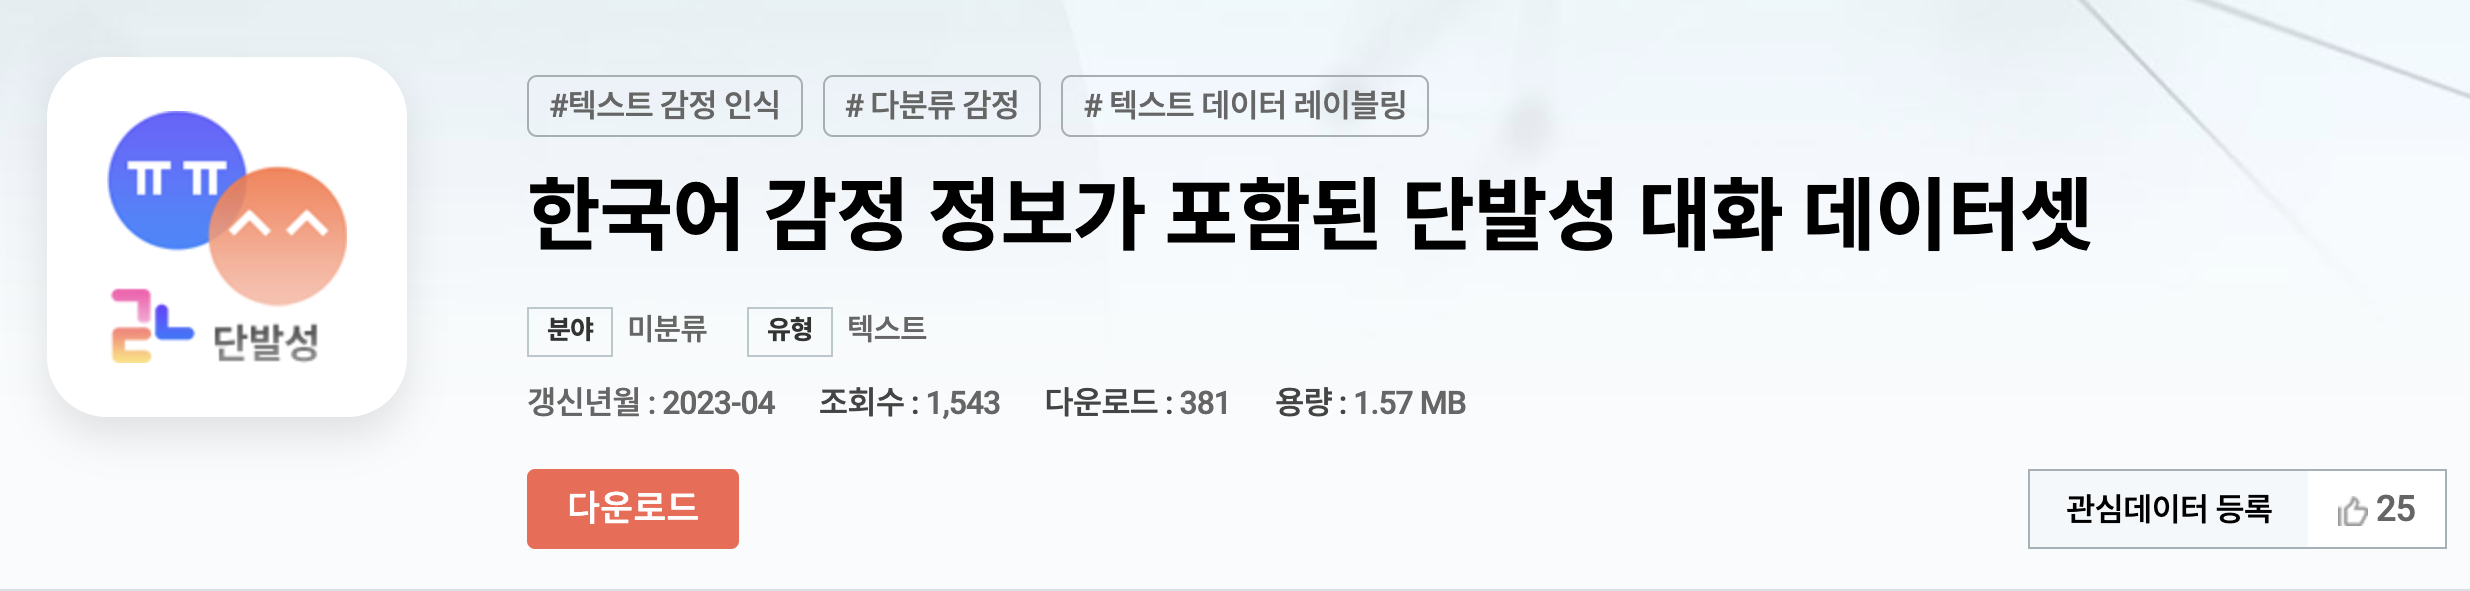 ㅠㅠ
^^
단발성
#텍스트 감정 인식 # 다분류 감정 # 텍스트 데이터 레이블링
한국어 감정 정보가 포함된 단발성 대화 데이터셋
분야 미분류 유형 텍스트
갱신년월 : 2023-04 조회수 : 1,543 다운로드 : 381 용량 : 1.57 MB
다운로드
관심데이터 등록 25